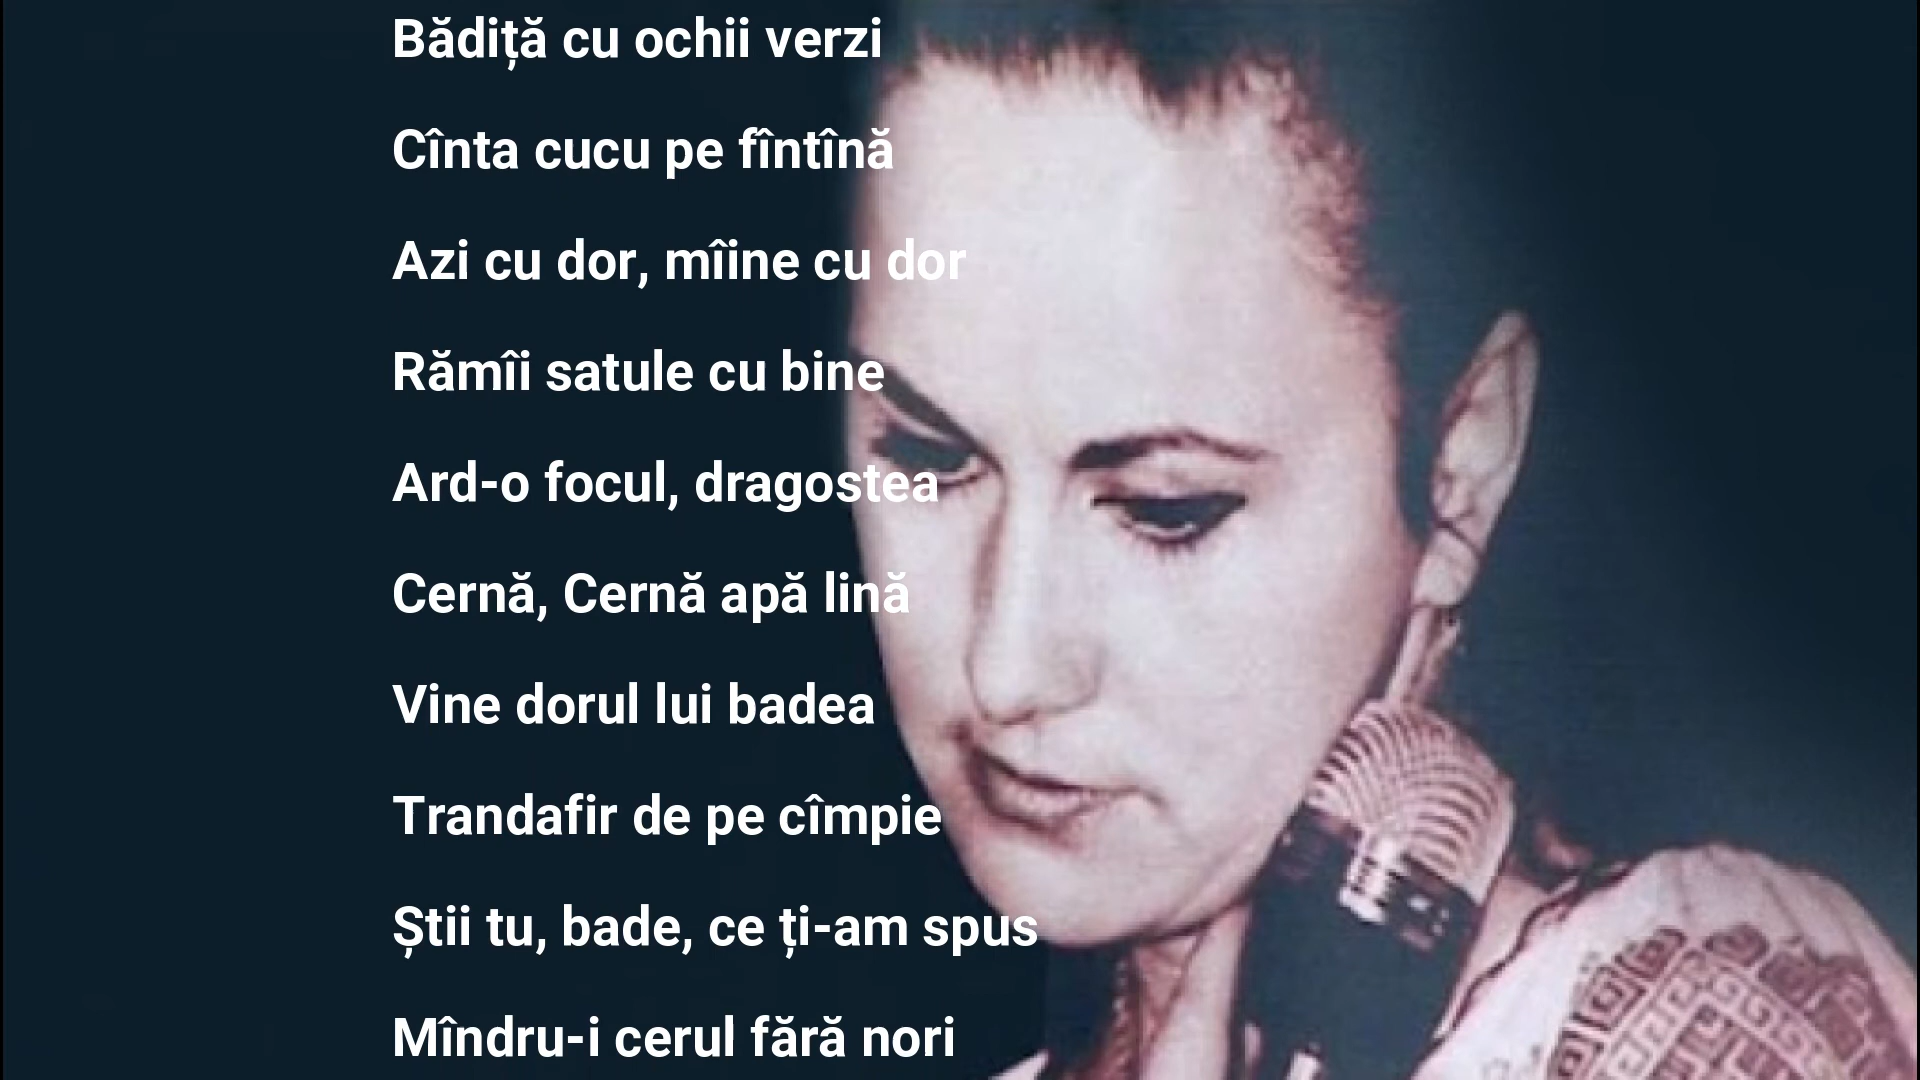 Bădiță cu ochii verzi
Cînta cucu pe fîntînă
Azi cu dor, mîine cu dor
Rămîi satule cu bine
Ard-o focul, dragostea
Cernă, Cernă apă lină
Vine dorul lui badea
Trandafir de pe cîmpie
Știi tu, bade, ce ți-am spus
Mîndru-i cerul fără nori